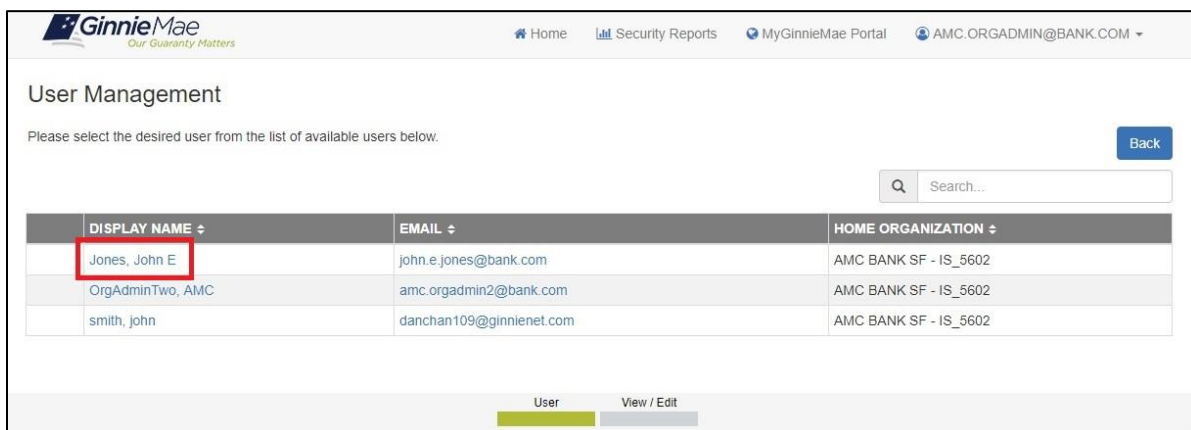 GinnieMae
Our Guaranty Matters
Home Security Reports MyGinnieMae Portal AMC.ORGADMIN@BANK.COM
User Management
Please select the desired user from the list of available users below.
Back
Search...
DISPLAY NAME EMAIL HOME ORGANIZATION
Jones, John E john.e.jones@bank.com AMC BANK SF - IS_5602
OrgAdminTwo, AMC amc.orgadmin2@bank.com AMC BANK SF - IS_5602
smith, john danchan109@ginnienet.com AMC BANK SF - IS_5602
User View / Edit